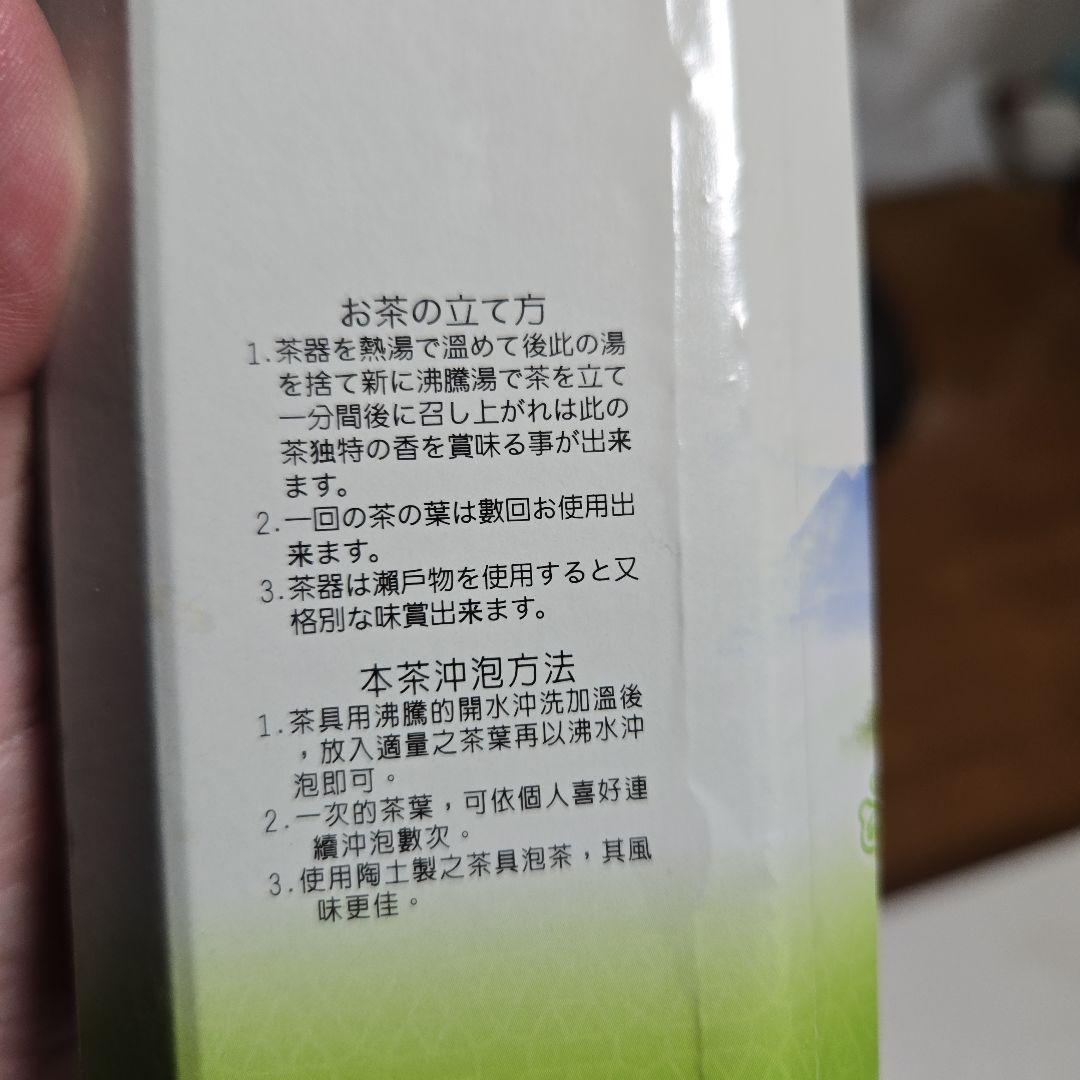 お茶の立て方
1.茶器を熱湯で溫めて後此の湯
を捨て新に沸騰湯で茶を立て
一分間後に召し上がれは此の
茶独特の香を賞味る事が出来
ます。
2.一回の茶の葉は數回お使用出
来ます。
3.茶器は瀨戶物を使用すると又
格別な味賞出来ます。
本茶沖泡方法
1.茶具用沸騰的開水沖洗加溫後
，放入適量之茶葉再以沸水沖
泡即可。
2.一次的茶葉，可依個人喜好連
續沖泡數次。
3.使用陶土製之茶具泡茶，其風
味更佳。